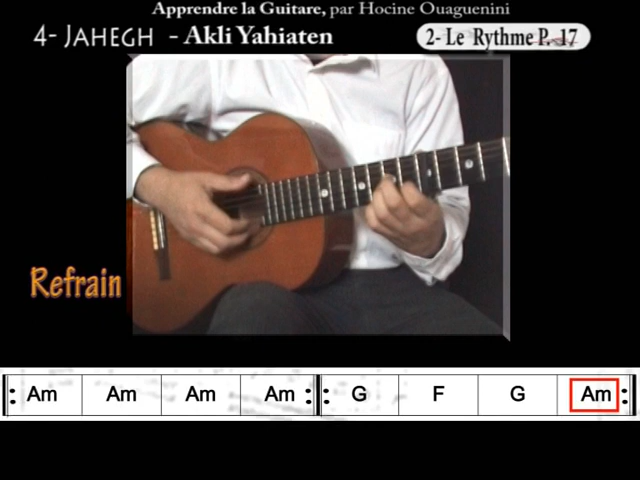 Apprendre la Guitare, par Hocine Ouaguenini
4- JAHEGH - Akli Yahiaten
2- Le Rythme P. 17
Refrain
Am Am Am Am G F G Am